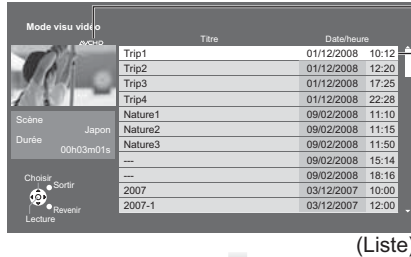 Mode visu vidéo
AVCHD
Titre Date/heure
Trip1 01/12/2008 10:12
Trip2 01/12/2008 12:20
Trip3 01/12/2008 17:25
Trip4 01/12/2008 22:28
Nature1 09/02/2008 11:10
Nature2 09/02/2008 11:15
Nature3 09/02/2008 11:50
--- 09/02/2008 15:14
--- 09/02/2008 18:16
2007 03/12/2007 10:00
2007-1 03/12/2007 12:00
Scène
Japon
Durée
00h03m01s
Choisir
Sortir
Revenir
Lecture
(Liste)